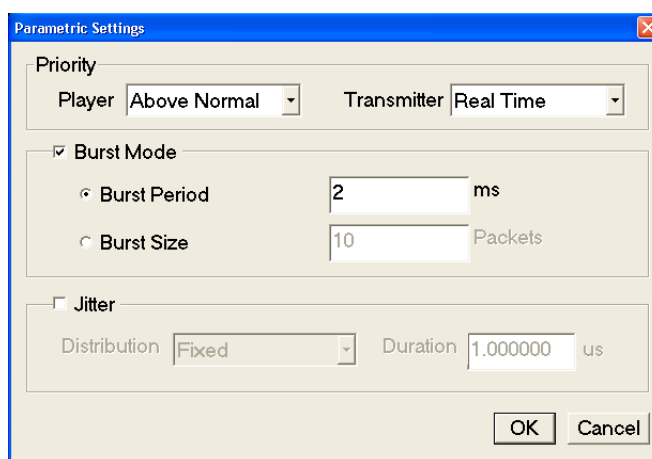 Parametric Settings
Priority
Player Above Normal Transmitter Real Time
Burst Mode
Burst Period 2 ms
Burst Size 10 Packets
Jitter
Distribution Fixed Duration 1.000000 us
OK Cancel